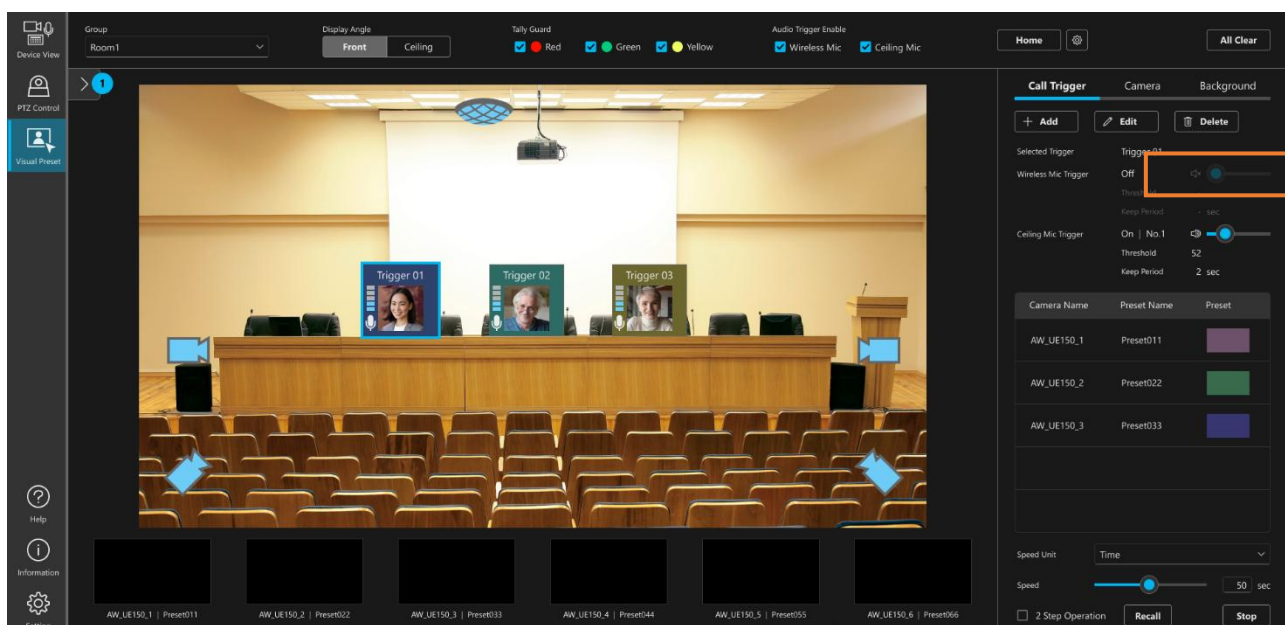 Device View
PTZ Control
Visual Preset
Help
Information
Group
Room1
Display Angle
Front Ceiling
Tally Guard
Red Green Yellow
Audio Trigger Enable
Wireless Mic Ceiling Mic
Home
All Clear
1
Trigger 01
Trigger 02
Trigger 03
AW_UE150_1 | Preset011
AW_UE150_2 | Preset022
AW_UE150_3 | Preset033
AW_UE150_4 | Preset044
AW_UE150_5 | Preset055
AW_UE150_6 | Preset066
Call Trigger Camera Background
+ Add Edit Delete
Selected Trigger Trigger 01
Wireless Mic Trigger Off
Threshold -
Keep Period - sec
Ceiling Mic Trigger On | No.1
Threshold 52
Keep Period 2 sec
Camera Name Preset Name Preset
AW_UE150_1 Preset011
AW_UE150_2 Preset022
AW_UE150_3 Preset033
Speed Unit Time
Speed 50 sec
2 Step Operation Recall Stop